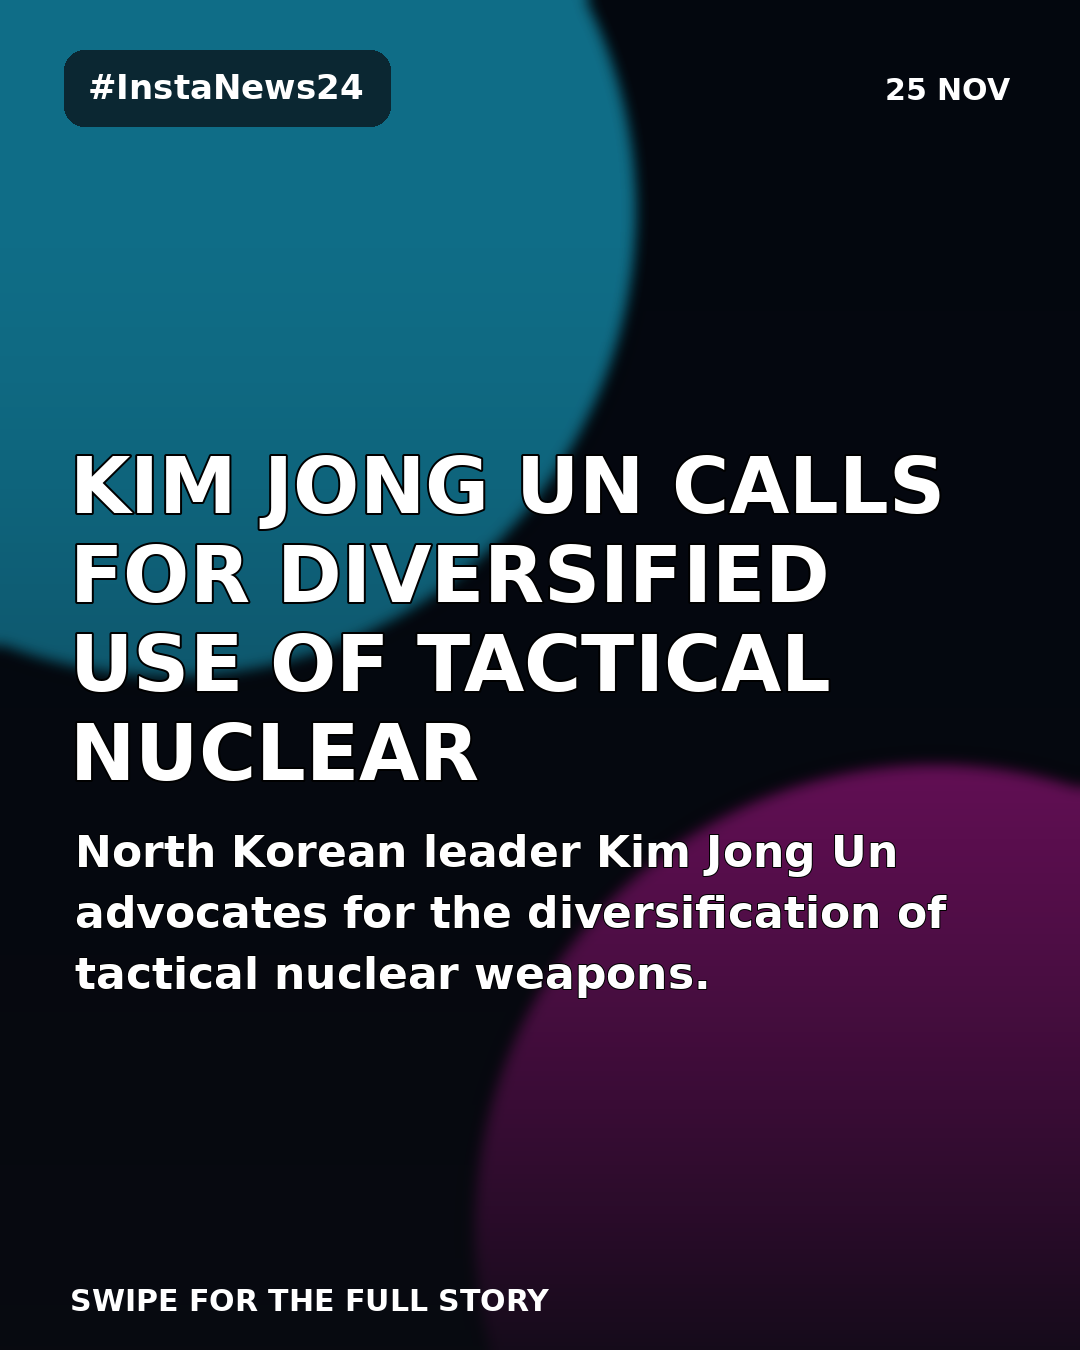 #InstaNews24
25 NOV
KIM JONG UN CALLS
FOR DIVERSIFIED
USE OF TACTICAL
NUCLEAR
North Korean leader Kim Jong Un
advocates for the diversification of
tactical nuclear weapons.
SWIPE FOR THE FULL STORY